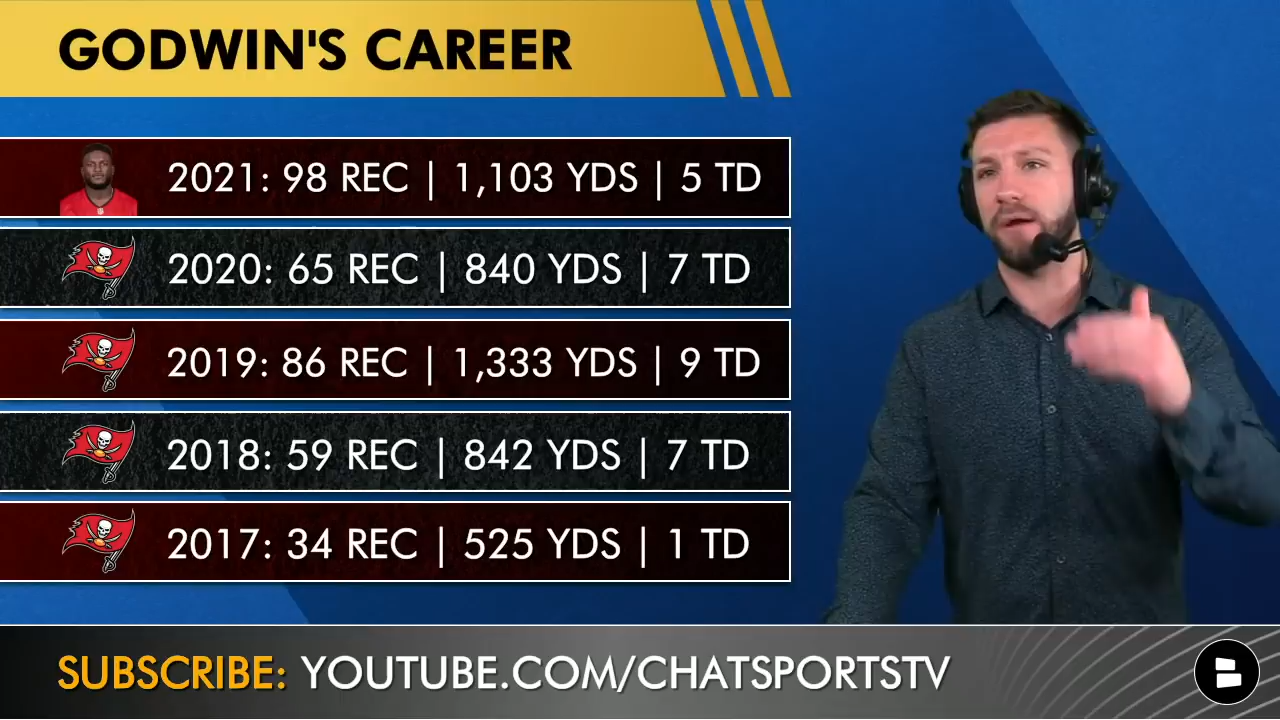 GODWIN'S CAREER
2021: 98 REC | 1,103 YDS | 5 TD
2020: 65 REC | 840 YDS | 7 TD
2019: 86 REC | 1,333 YDS | 9 TD
2018: 59 REC | 842 YDS | 7 TD
2017: 34 REC | 525 YDS | 1 TD
SUBSCRIBE: YOUTUBE.COM/CHATSPORTSTV